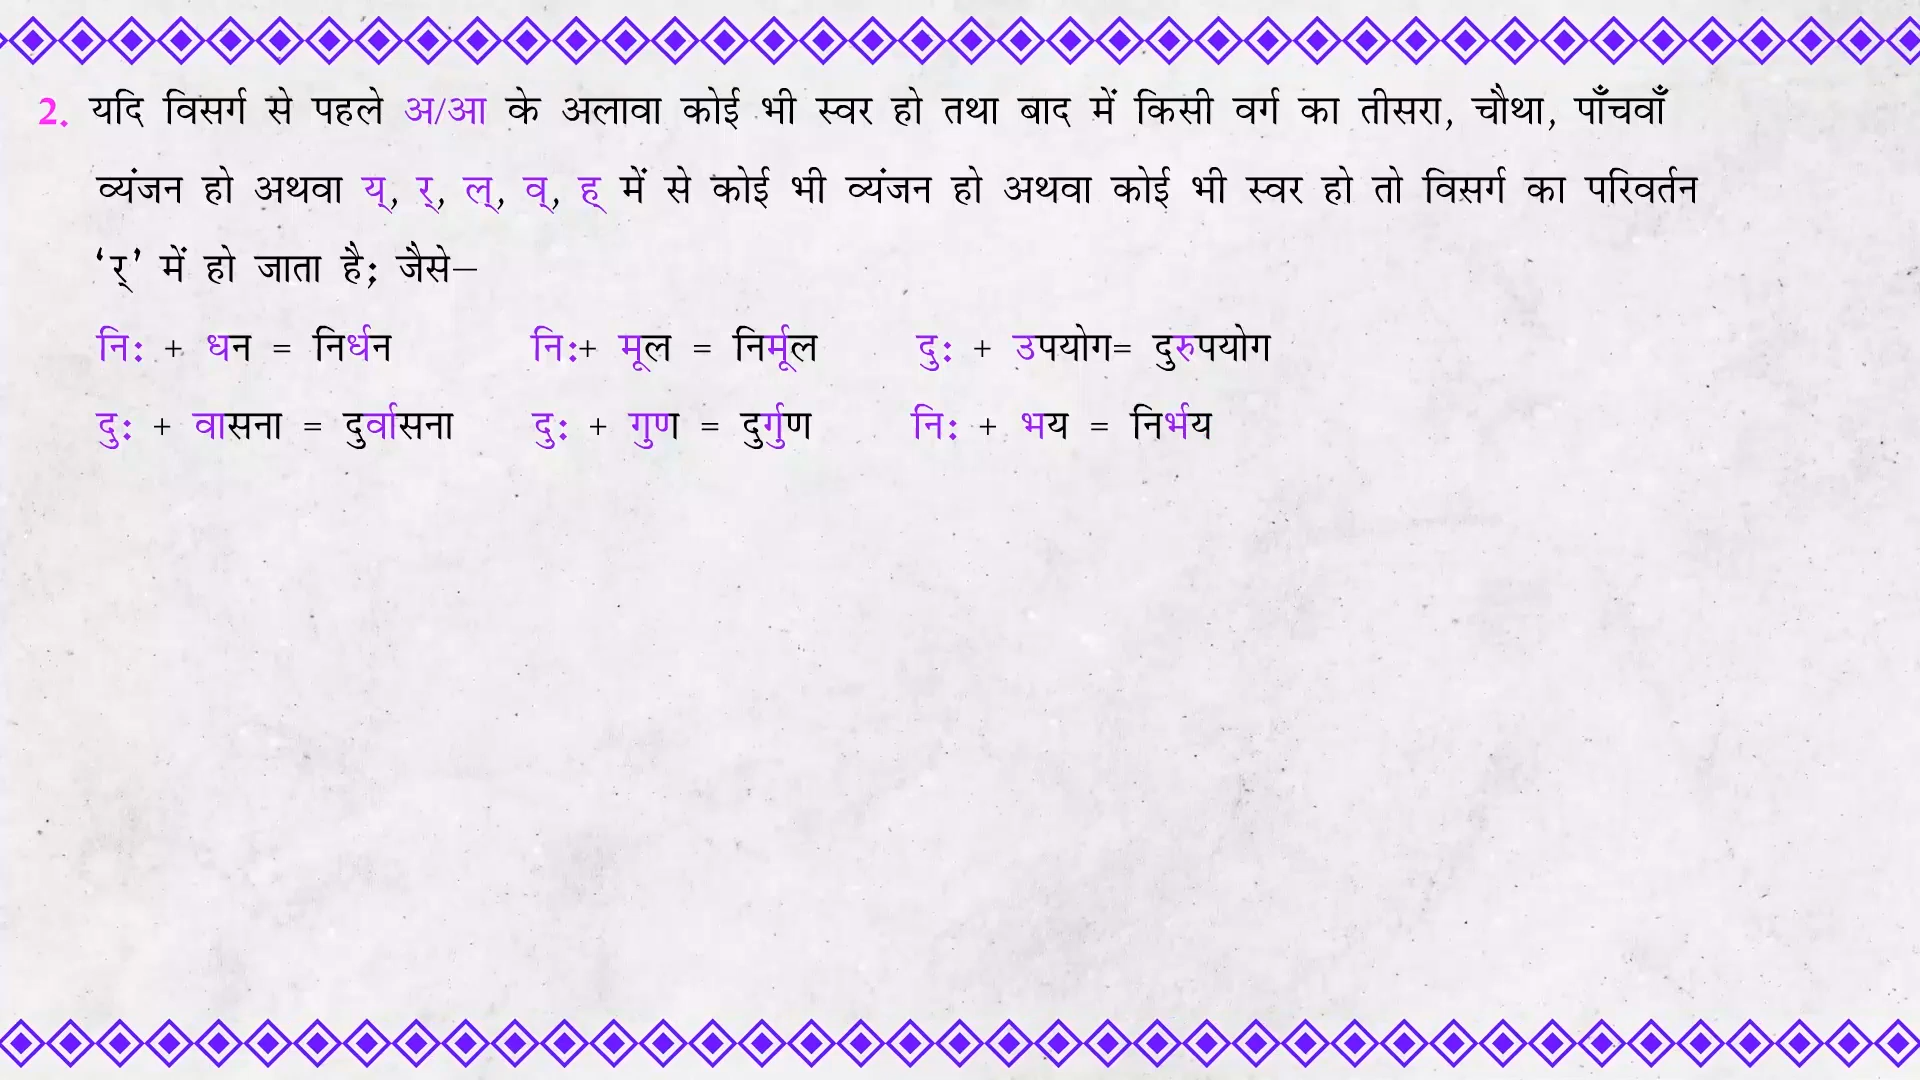 2. यदि विसर्ग से पहले अ/आ के अलावा कोई भी स्वर हो तथा बाद में किसी वर्ग का तीसरा, चौथा, पाँचवाँ
व्यंजन हो अथवा य्, र्, ल्, व्, ह् में से कोई भी व्यंजन हो अथवा कोई भी स्वर हो तो विसर्ग का परिवर्तन
‘र्’ में हो जाता है; जैसे–
निः + धन = निर्धन निः+ मूल = निर्मूल दुः + उपयोग= दुरुपयोग
दुः + वासना = दुर्वासना दुः + गुण = दुर्गुण निः + भय = निर्भय